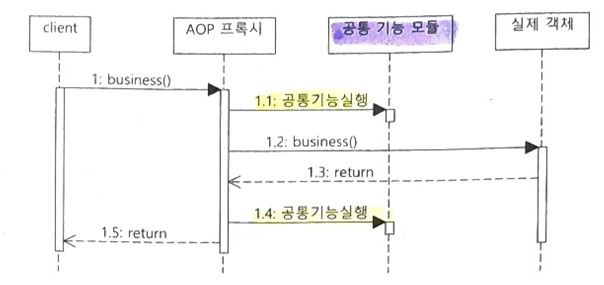 client
AOP 프록시
공통 기능 모듈
실제 객체
1: business()
1.1: 공통기능실행
1.2: business()
1.3: return
1.4: 공통기능실행
1.5: return